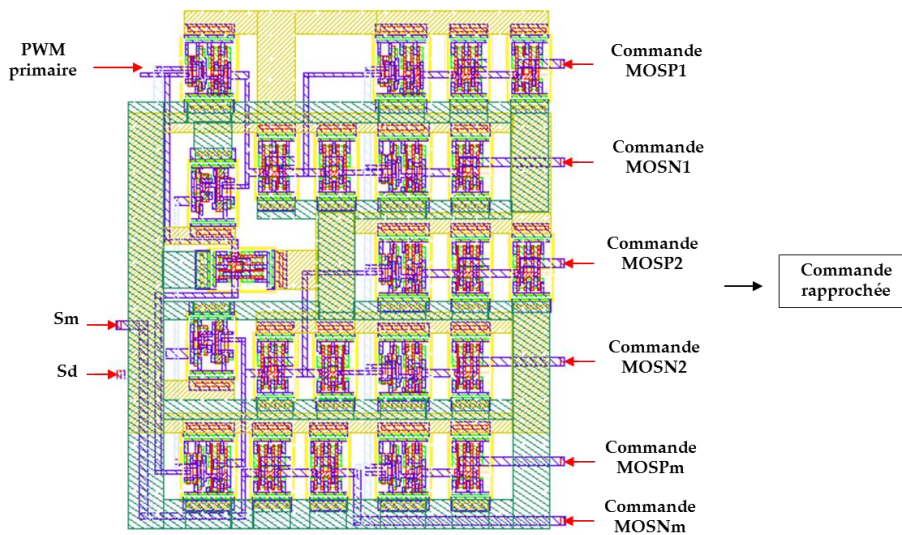 PWM
primaire
Sm
Sd
Commande
MOSP1
Commande
MOSN1
Commande
MOSP2
Commande
MOSN2
Commande
MOSPm
Commande
MOSNm
Commande
rapprochée